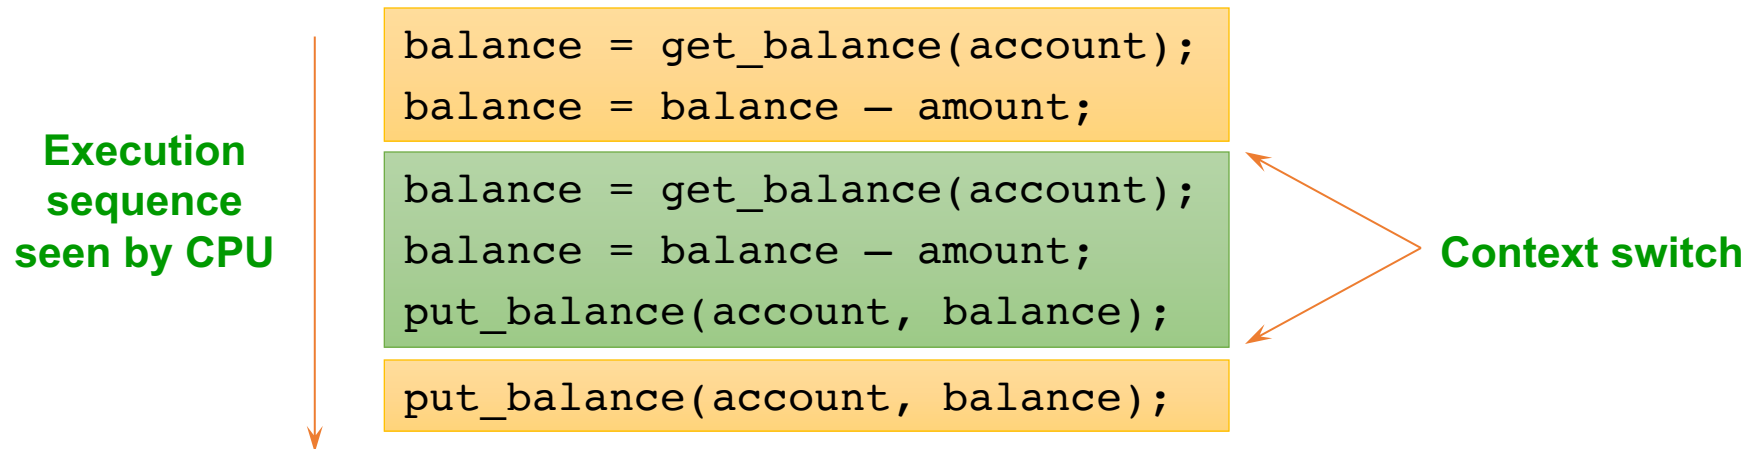 balance = get_balance(account);
balance = balance – amount;
Execution
sequence
seen by CPU
balance = get_balance(account);
balance = balance – amount;
put_balance(account, balance);
Context switch
put_balance(account, balance);